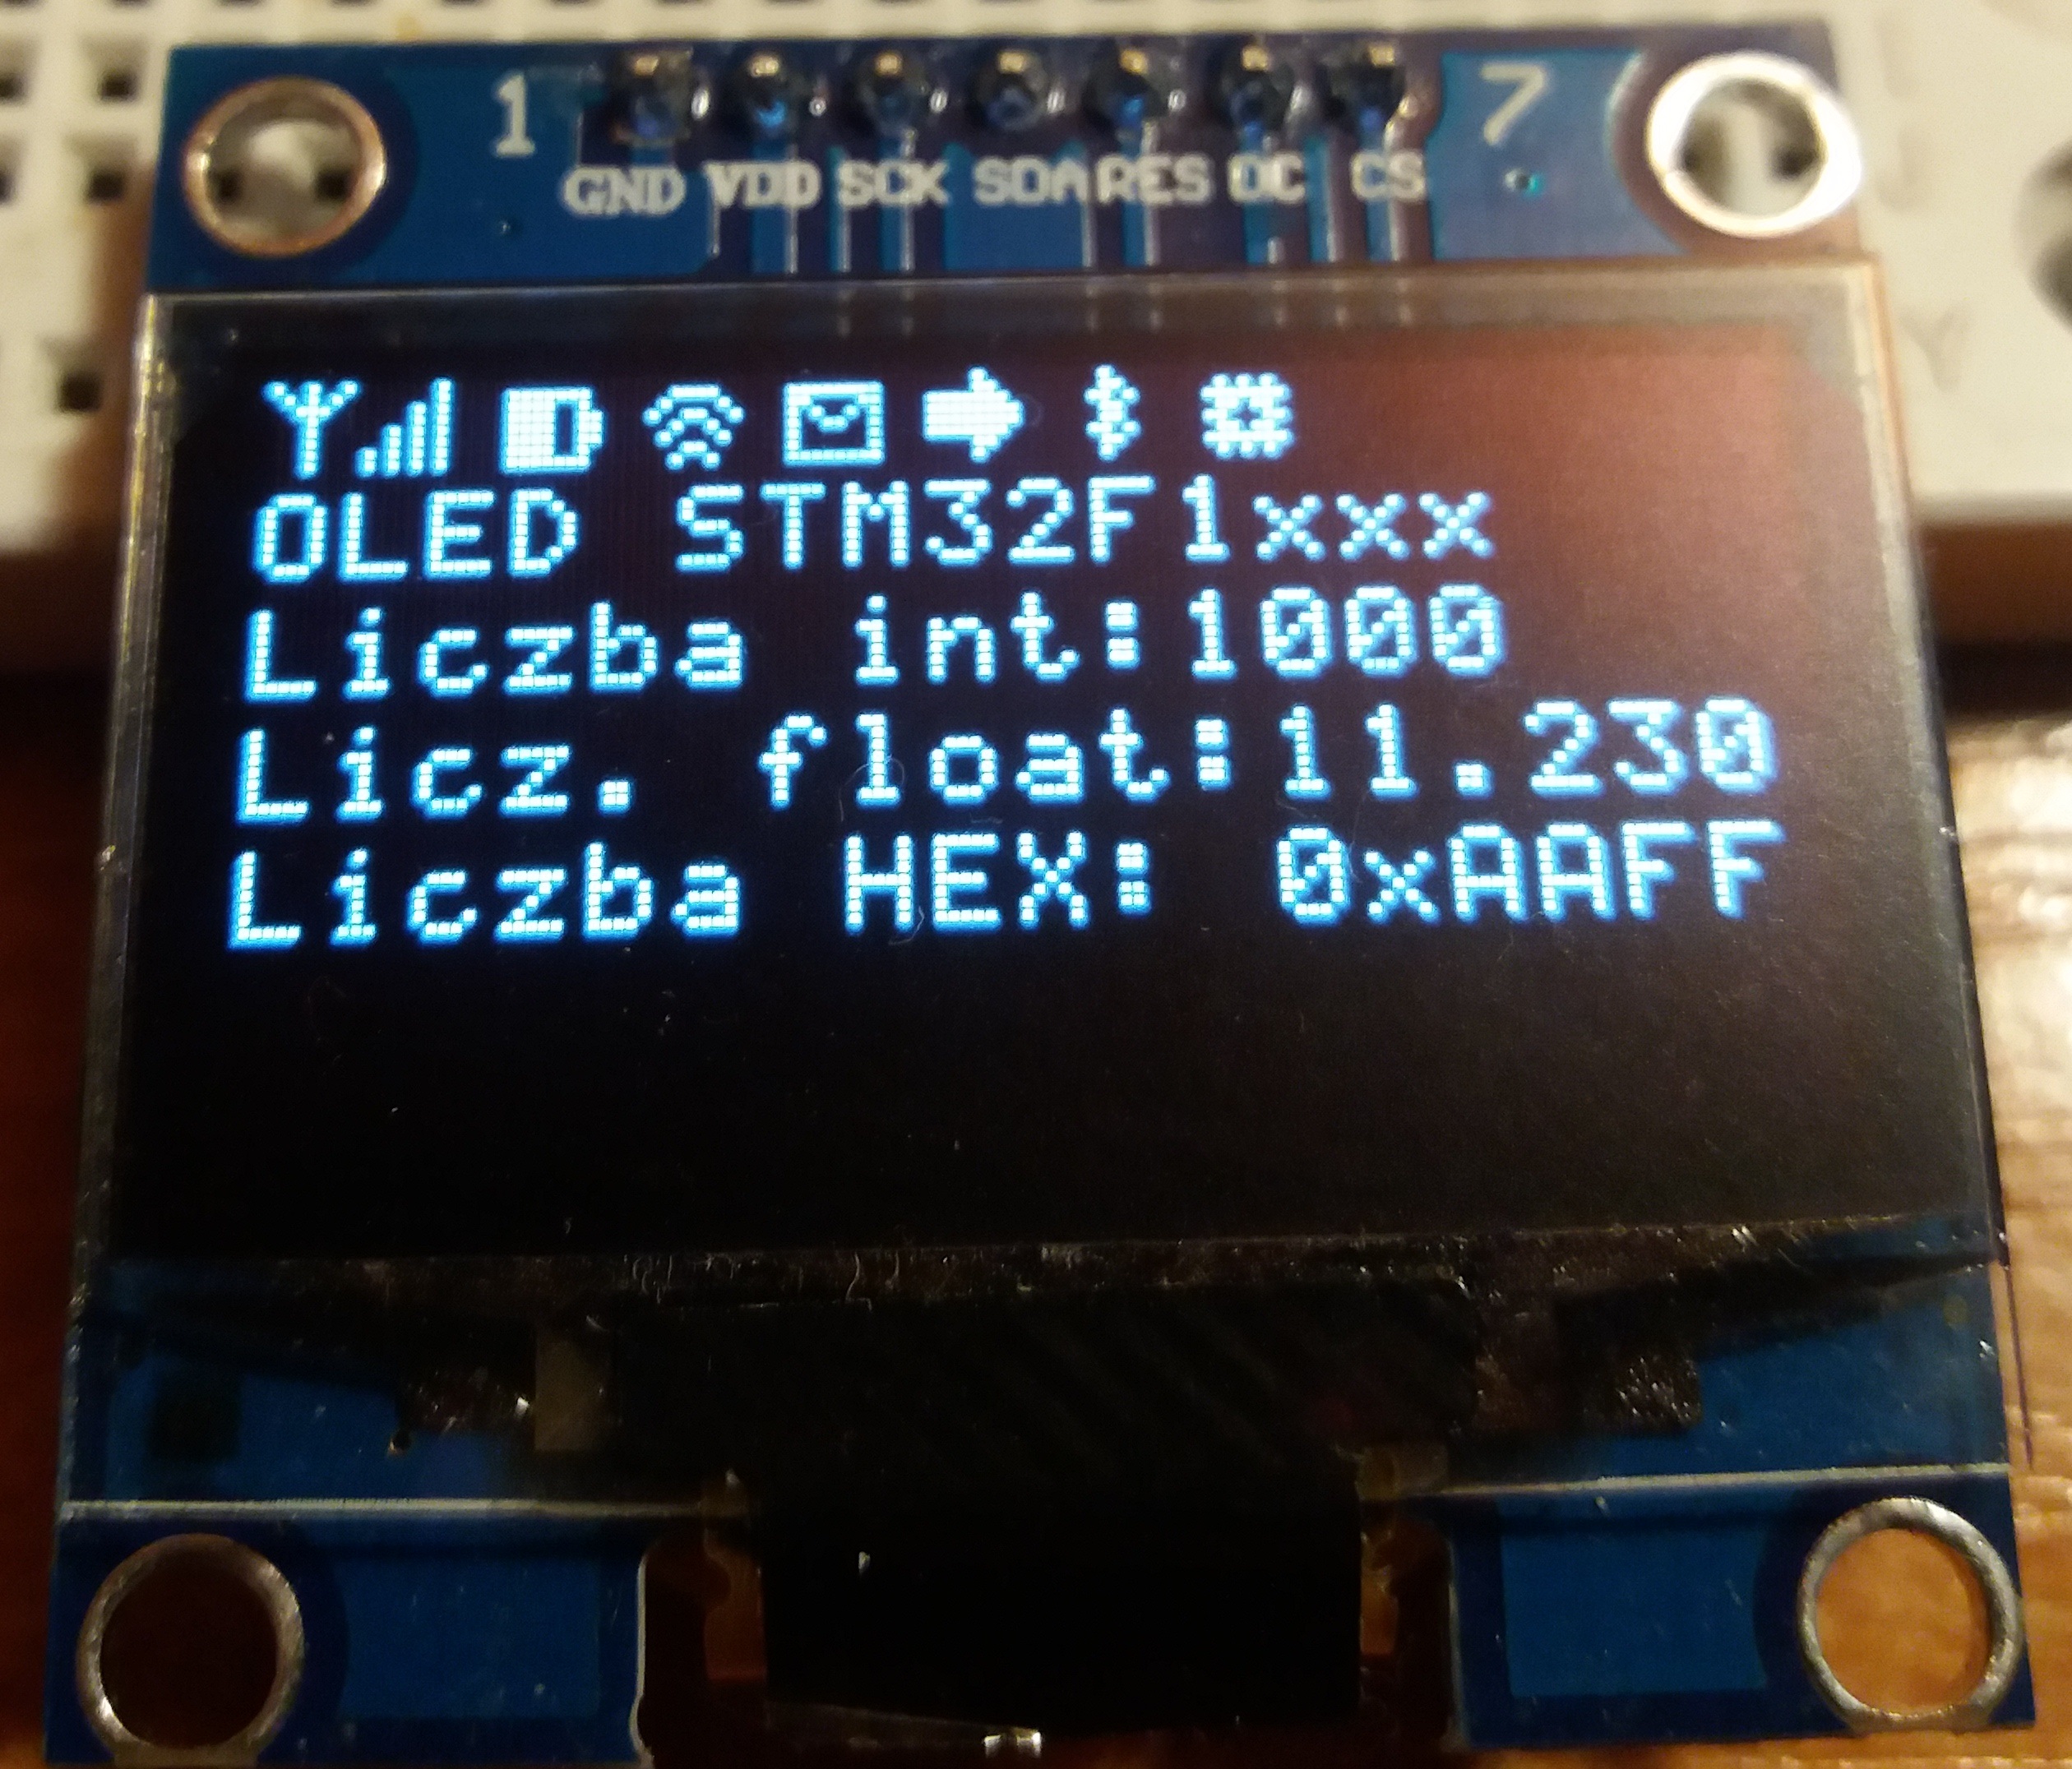 1 GND VDD SCK SDA RES DC CS 7
OLED STM32F1xxx
Liczba int:1000
Licz. float:11.230
Liczba HEX: 0xAAFF